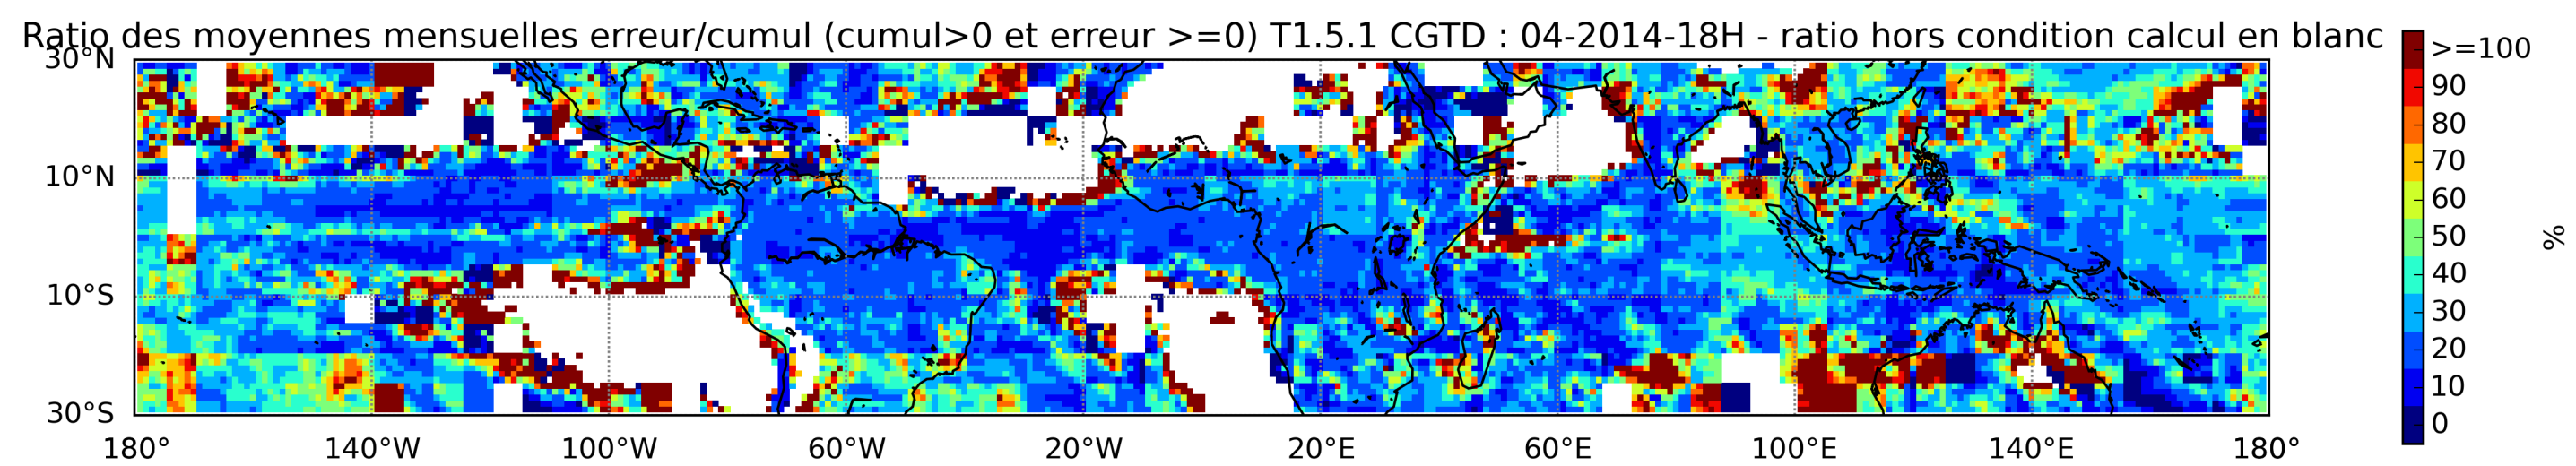 Ratio des moyennes mensuelles erreur/cumul (cumul>0 et erreur >=0) T1.5.1 CGTD : 04-2014-18H - ratio hors condition calcul en blanc
30°N
10°N
10°S
30°S
180° 140°W 100°W 60°W 20°W 20°E 60°E 100°E 140°E 180°
>=100
90
80
70
60
50
40
30
20
10
0
%